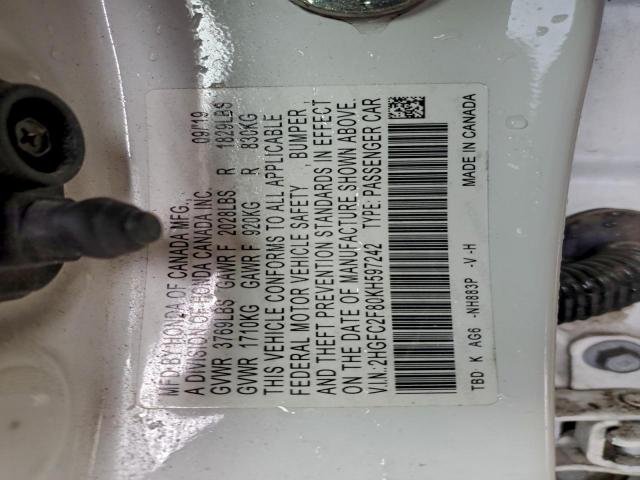 MFD BY HONDA OF CANADA MFG., 09/19
A DIVISION OF HONDA CANADA INC.
GVWR 3769LBS GAWR F 2028LBS R 1829LBS
GVWR 1710KG GAWR F 920KG R 830KG
THIS VEHICLE CONFORMS TO ALL APPLICABLE
FEDERAL MOTOR VEHICLE SAFETY , BUMPER ,
AND THEFT PREVENTION STANDARDS IN EFFECT
ON THE DATE OF MANUFACTURE SHOWN ABOVE.
V.I.N.: 2HGFC2F80KH597242 TYPE: PASSENGER CAR
TBD K AG6 -NH883P -V-H MADE IN CANADA